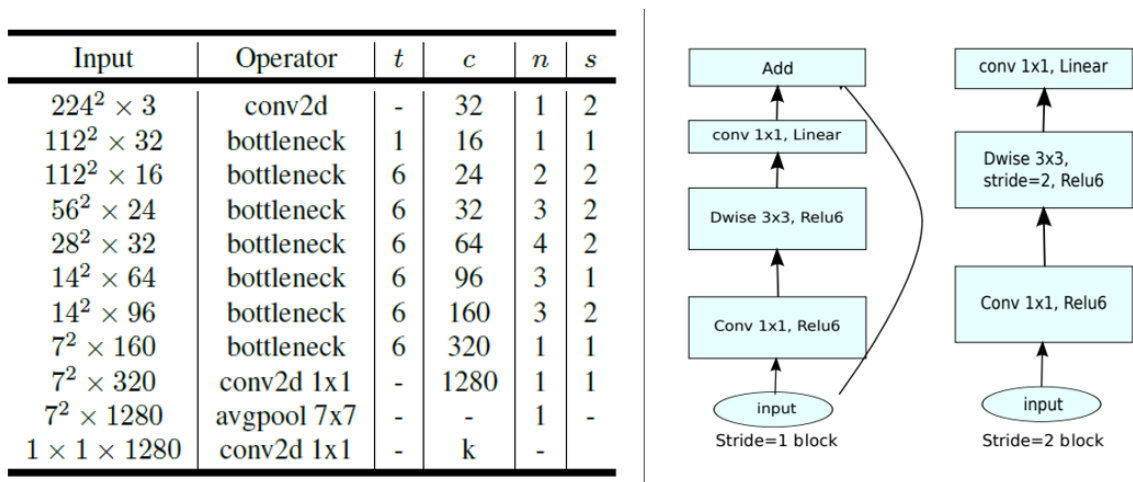 Input Operator t c n s
224² × 3 conv2d - 32 1 2
112² × 32 bottleneck 1 16 1 1
112² × 16 bottleneck 6 24 2 2
56² × 24 bottleneck 6 32 3 2
28² × 32 bottleneck 6 64 4 2
14² × 64 bottleneck 6 96 3 1
14² × 96 bottleneck 6 160 3 2
7² × 160 bottleneck 6 320 1 1
7² × 320 conv2d 1x1 - 1280 1 1
7² × 1280 avgpool 7x7 - - 1 -
1 × 1 × 1280 conv2d 1x1 - k -
Add
conv 1x1, Linear
Dwise 3x3, Relu6
Conv 1x1, Relu6
input
Stride=1 block
conv 1x1, Linear
Dwise 3x3,
stride=2, Relu6
Conv 1x1, Relu6
input
Stride=2 block